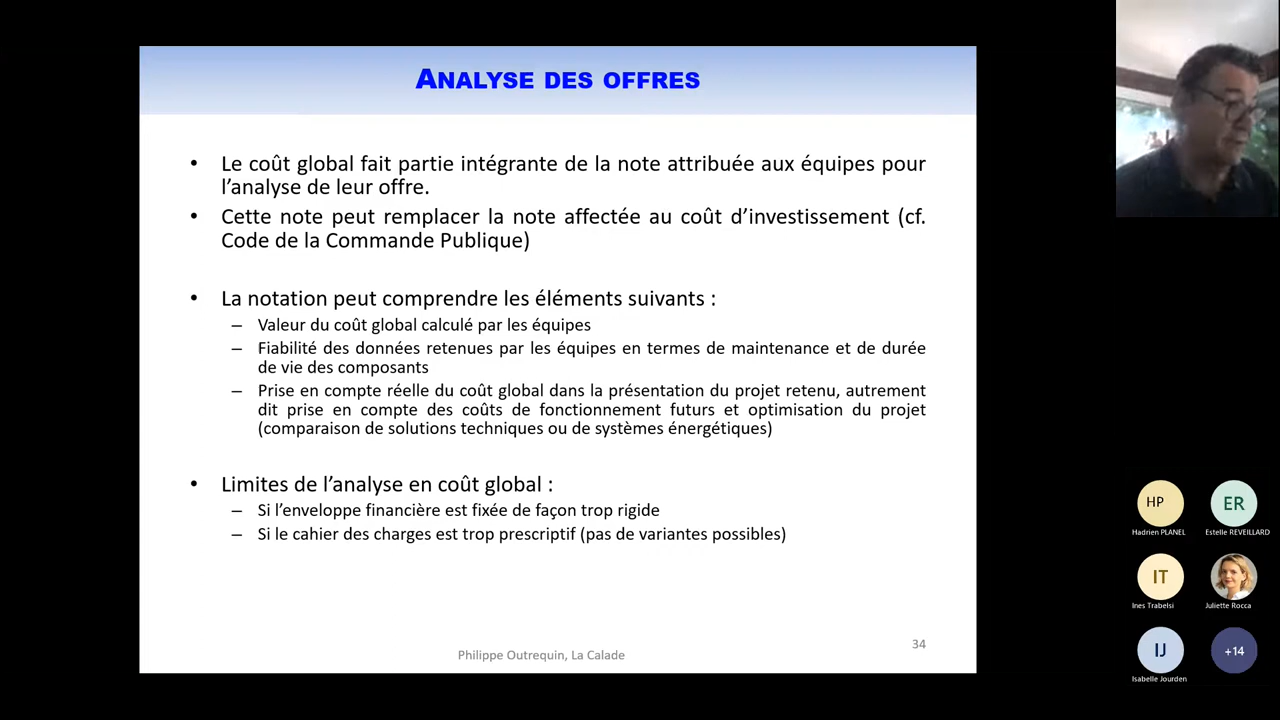 ANALYSE DES OFFRES
• Le coût global fait partie intégrante de la note attribuée aux équipes pour
l’analyse de leur offre.
• Cette note peut remplacer la note affectée au coût d’investissement (cf.
Code de la Commande Publique)
• La notation peut comprendre les éléments suivants :
– Valeur du coût global calculé par les équipes
– Fiabilité des données retenues par les équipes en termes de maintenance et de durée
de vie des composants
– Prise en compte réelle du coût global dans la présentation du projet retenu, autrement
dit prise en compte des coûts de fonctionnement futurs et optimisation du projet
(comparaison de solutions techniques ou de systèmes énergétiques)
• Limites de l’analyse en coût global :
– Si l’enveloppe financière est fixée de façon trop rigide
– Si le cahier des charges est trop prescriptif (pas de variantes possibles)
34
Philippe Outrequin, La Calade
HP
ER
Hadrien PLANEL
Estelle REVEILLARD
IT
Ines Trabelsi
Juliette Rocca
IJ
+14
Isabelle Jourden